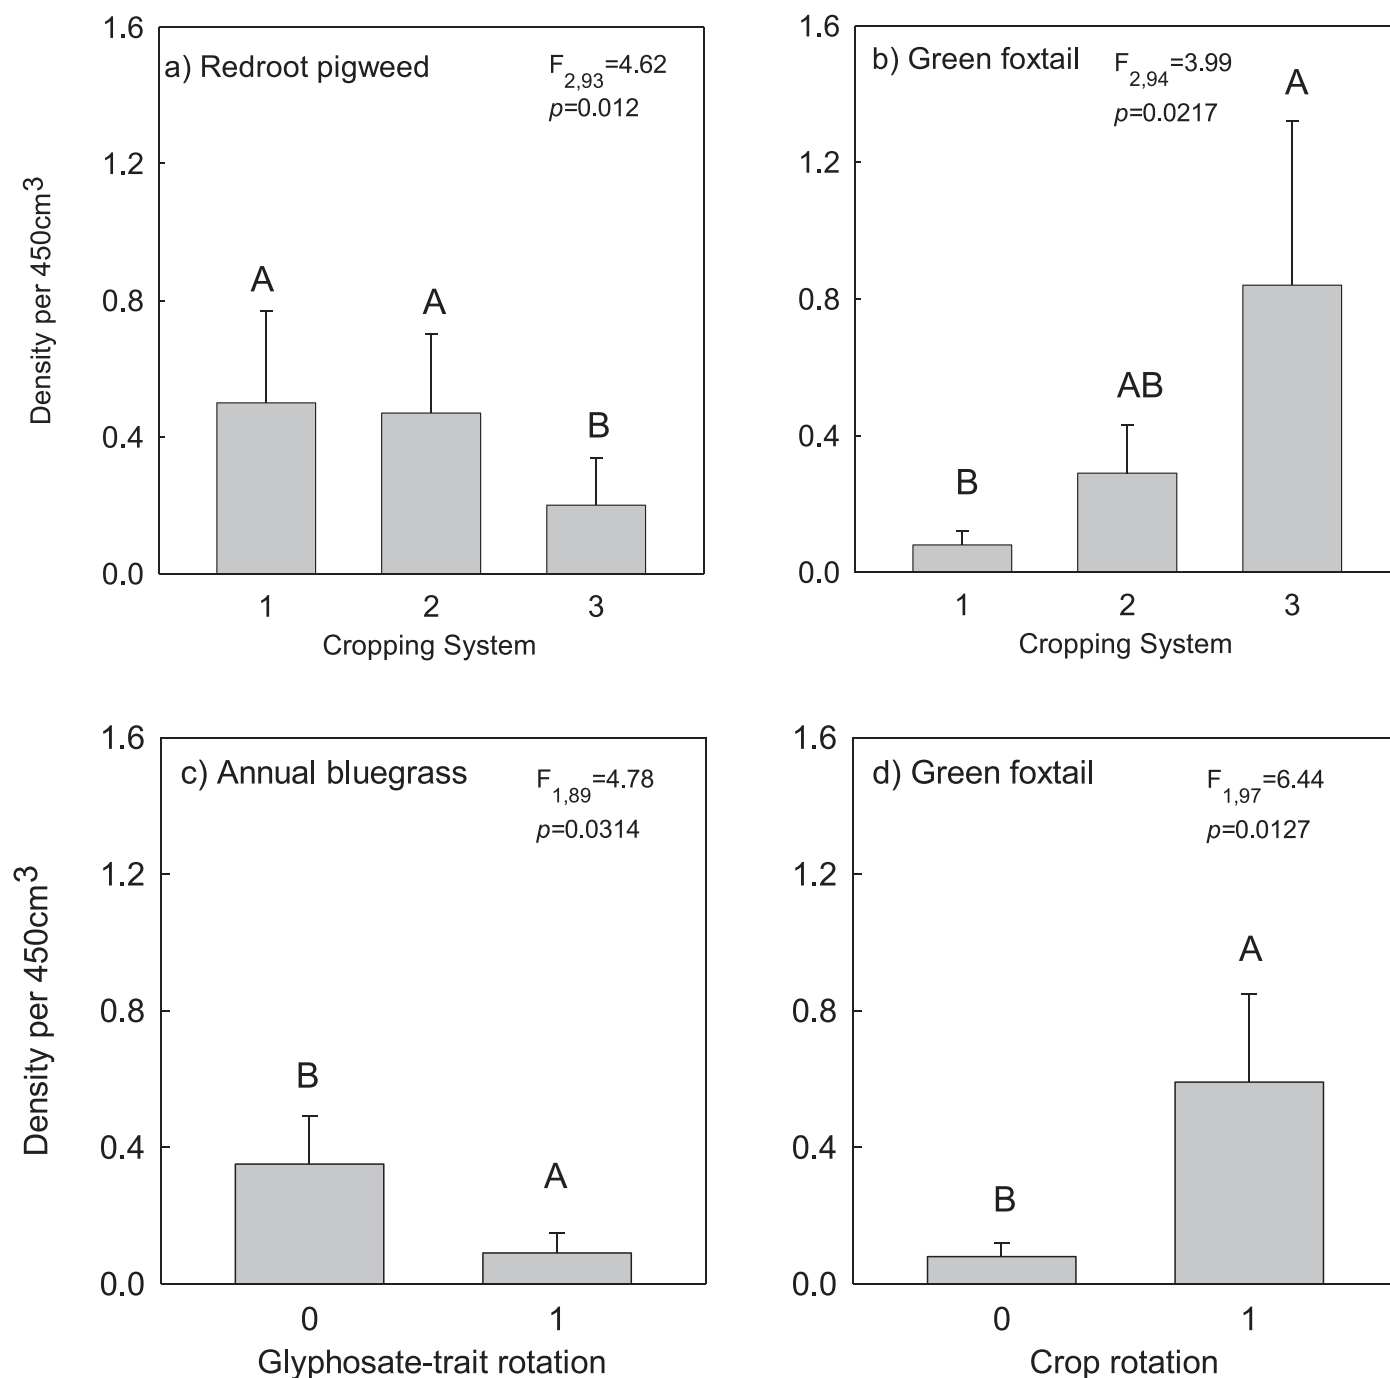 a) Redroot pigweed
F2,93=4.62
p=0.012
A
A
B
1.6
1.2
0.8
0.4
0.0
Density per 450cm3
1 2 3
Cropping System
b) Green foxtail
F2,94=3.99
p=0.0217
A
AB
B
1.6
1.2
0.8
0.4
0.0
1 2 3
Cropping System
c) Annual bluegrass
F1,89=4.78
p=0.0314
B
A
1.6
1.2
0.8
0.4
0.0
Density per 450cm3
0 1
Glyphosate-trait rotation
d) Green foxtail
F1,97=6.44
p=0.0127
A
B
1.6
1.2
0.8
0.4
0.0
0 1
Crop rotation